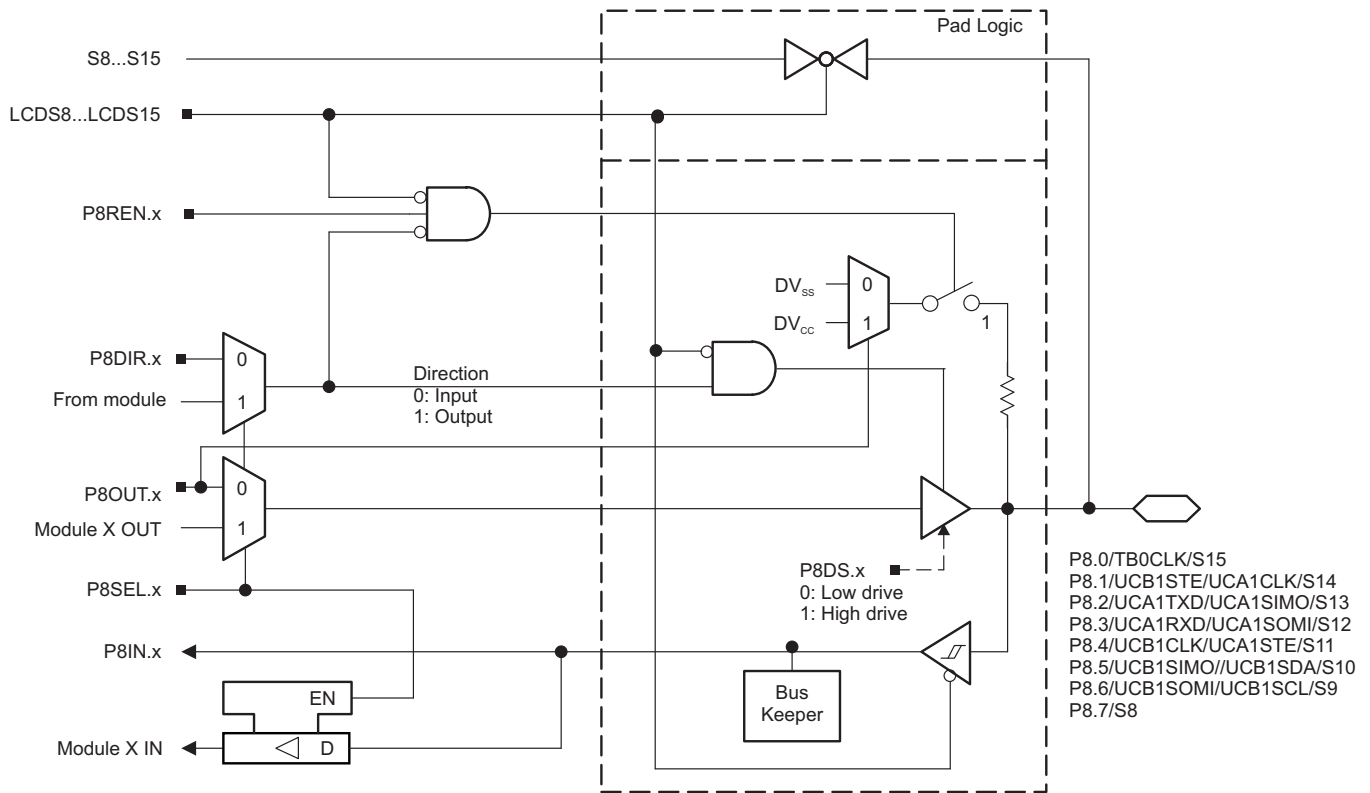 Pad Logic
S8...S15
LCDS8...LCDS15
P8REN.x
DVSS
0
DVCC
1
1
P8DIR.x
0
From module
1
Direction
0: Input
1: Output
P8OUT.x
0
Module X OUT
1
P8SEL.x
P8DS.x
0: Low drive
1: High drive
P8IN.x
EN
Module X IN
D
Bus
Keeper
P8.0/TB0CLK/S15
P8.1/UCB1STE/UCA1CLK/S14
P8.2/UCA1TXD/UCA1SIMO/S13
P8.3/UCA1RXD/UCA1SOMI/S12
P8.4/UCB1CLK/UCA1STE/S11
P8.5/UCB1SIMO//UCB1SDA/S10
P8.6/UCB1SOMI/UCB1SCL/S9
P8.7/S8